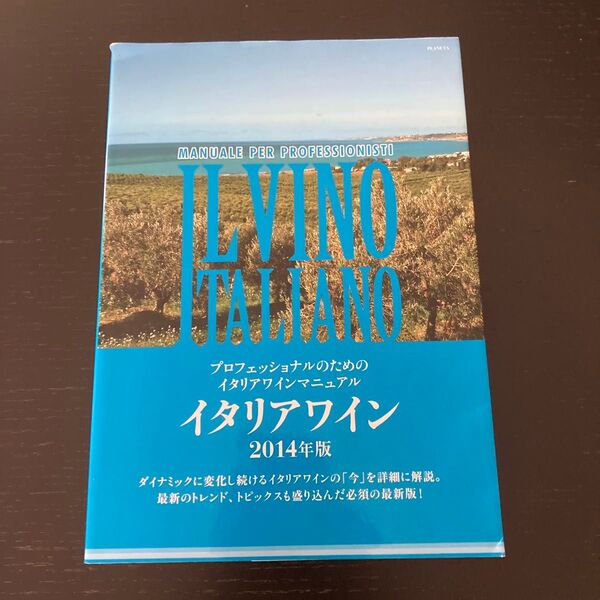 PLANETA
MANUALE PER PROFESSIONISTI
IL VINO
ITALIANO
プロフェッショナルのための
イタリアワインマニュアル
イタリアワイン
2014年版
ダイナミックに変化し続けるイタリアワインの「今」を詳細に解説。
最新のトレンド、トピックスも盛り込んだ必須の最新版！